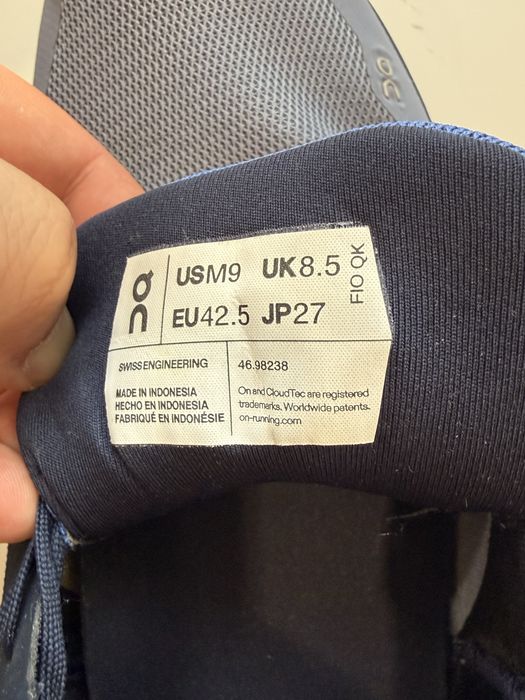 USM9 UK8.5
EU42.5 JP27
FIO QK
SWISS ENGINEERING
MADE IN INDONESIA
HECHO EN INDONESIA
FABRIQUÉ EN INDONÉSIE
46.98238
On and CloudTec are registered
trademarks. Worldwide patents.
on-running.com